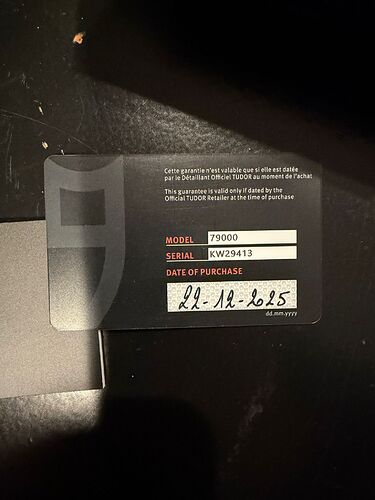 Cette garantie n'est valable que si elle est datée
par le Détaillant Officiel TUDOR au moment de l'achat
This guarantee is valid only if dated by the
Official TUDOR Retailer at the time of purchase
MODEL 79000
SERIAL KW29413
DATE OF PURCHASE
22-12-2025
dd.mm.yyyy